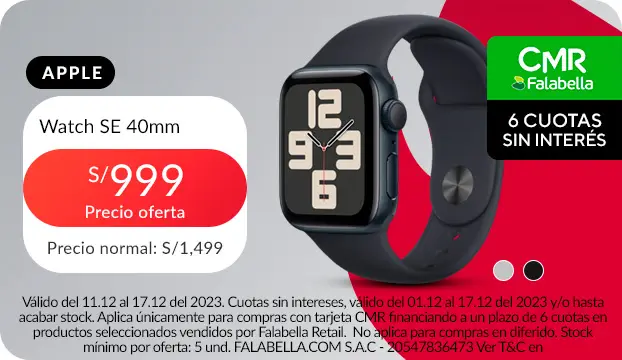 APPLE
Watch SE 40mm
S/999
Precio oferta
Precio normal: S/1,499
12
9 3
6
CMR
Falabella
6 CUOTAS
SIN INTERÉS
Válido del 11.12 al 17.12 del 2023. Cuotas sin intereses, válido del 01.12 al 17.12 del 2023 y/o hasta
acabar stock. Aplica únicamente para compras con tarjeta CMR financiando a un plazo de 6 cuotas en
productos seleccionados vendidos por Falabella Retail. No aplica para compras en diferido. Stock
mínimo por oferta: 5 und. FALABELLA.COM S.A.C - 20547836473 Ver T&C en